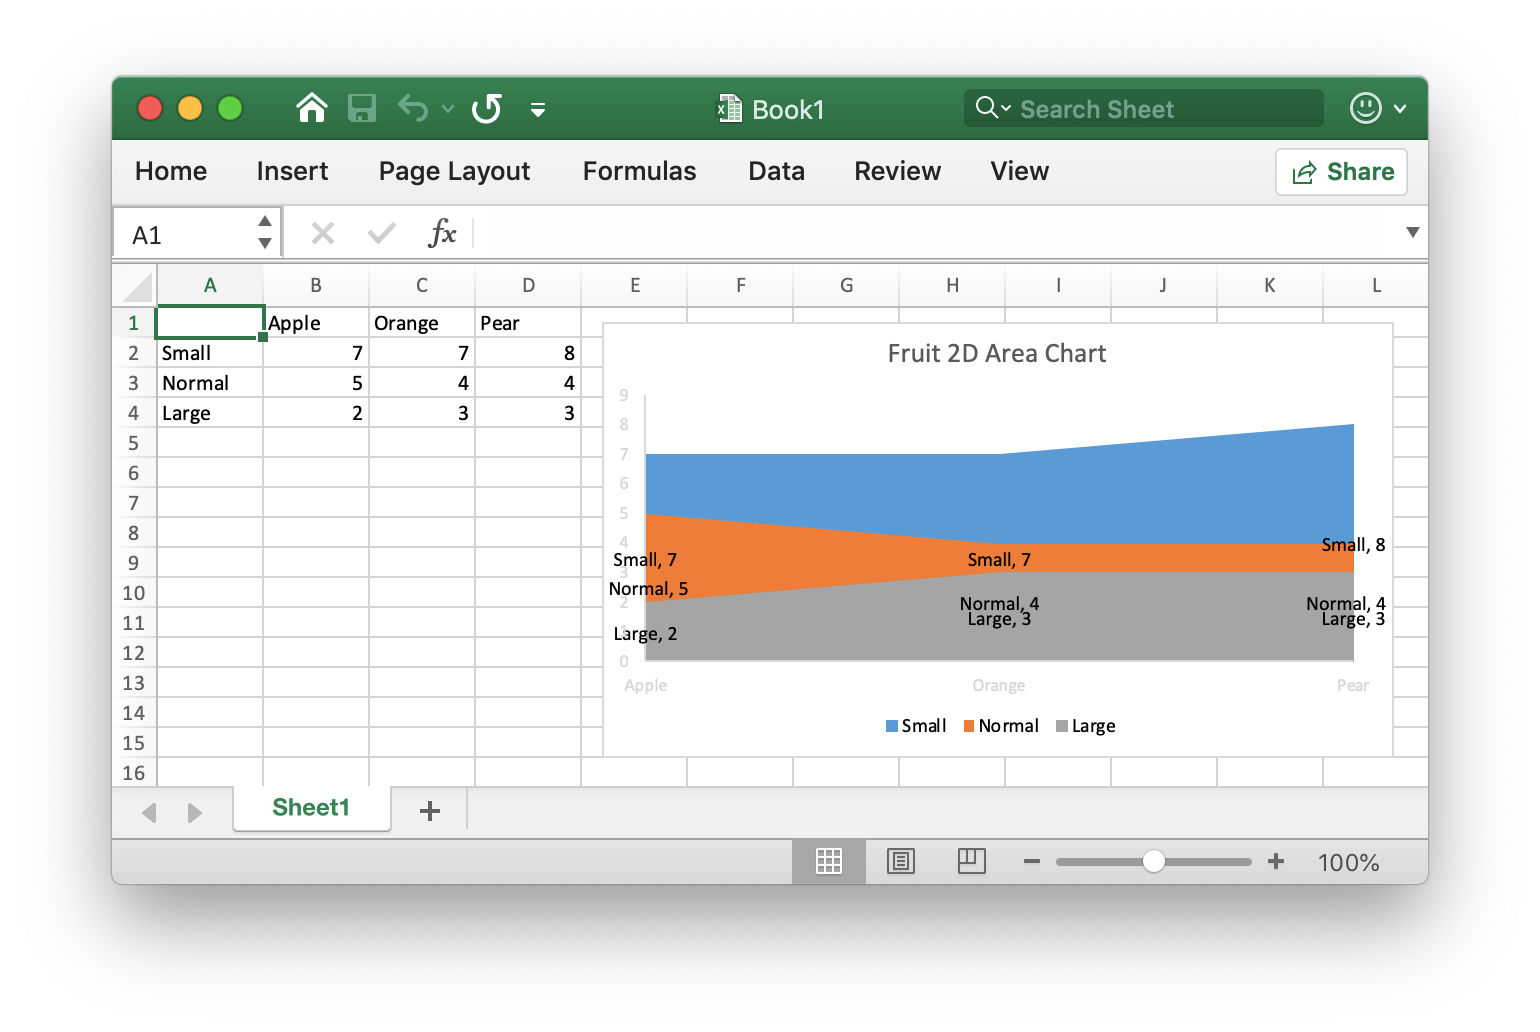 Book1
Search Sheet
Home Insert Page Layout Formulas Data Review View Share
A1 fx
A B C D E F G H I J K L
1 Apple Orange Pear
2 Small 7 7 8
3 Normal 5 4 4
4 Large 2 3 3
5
6
7
8
9
10
11
12
13
14
15
16
Fruit 2D Area Chart
9
8
7
6
5
4
3
2
0
Small, 7 Small, 7 Small, 8
Normal, 5 Normal, 4 Normal, 4
Large, 2 Large, 3 Large, 3
Apple Orange Pear
Small Normal Large
Sheet1 +
100%